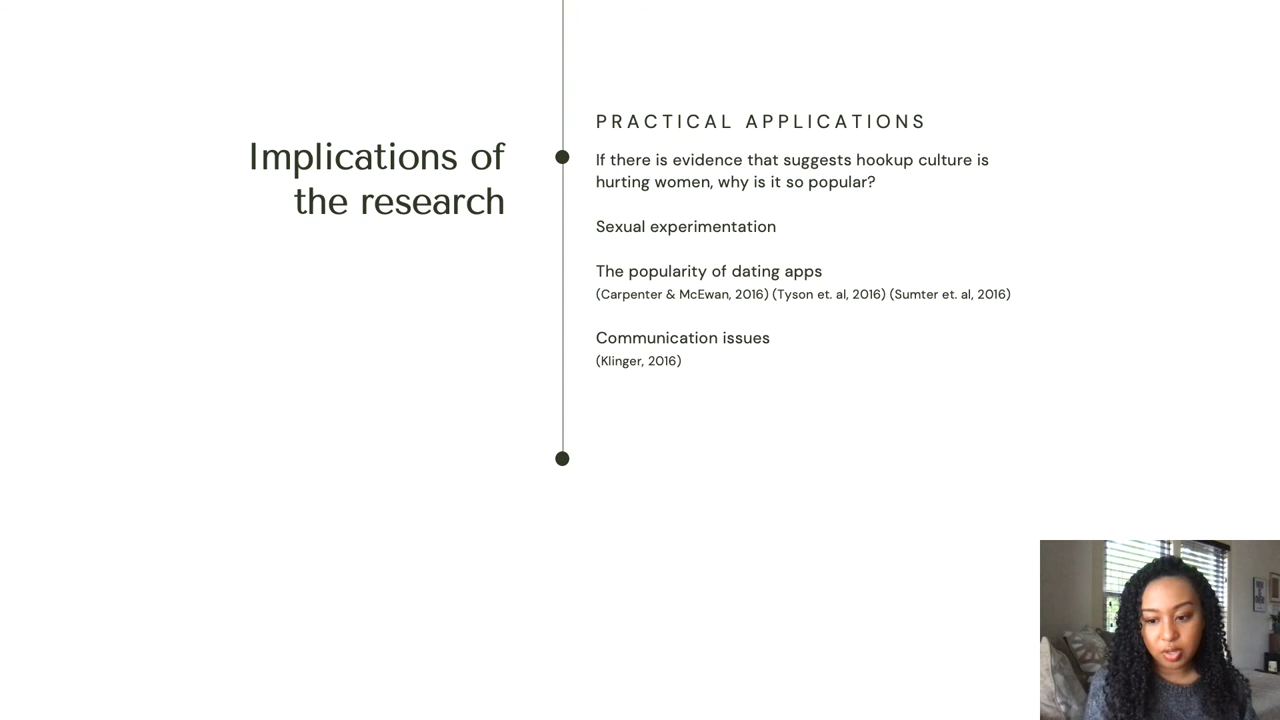 Implications of
the research
PRACTICAL APPLICATIONS
If there is evidence that suggests hookup culture is
hurting women, why is it so popular?
Sexual experimentation
The popularity of dating apps
(Carpenter & McEwan, 2016) (Tyson et. al, 2016) (Sumter et. al, 2016)
Communication issues
(Klinger, 2016)